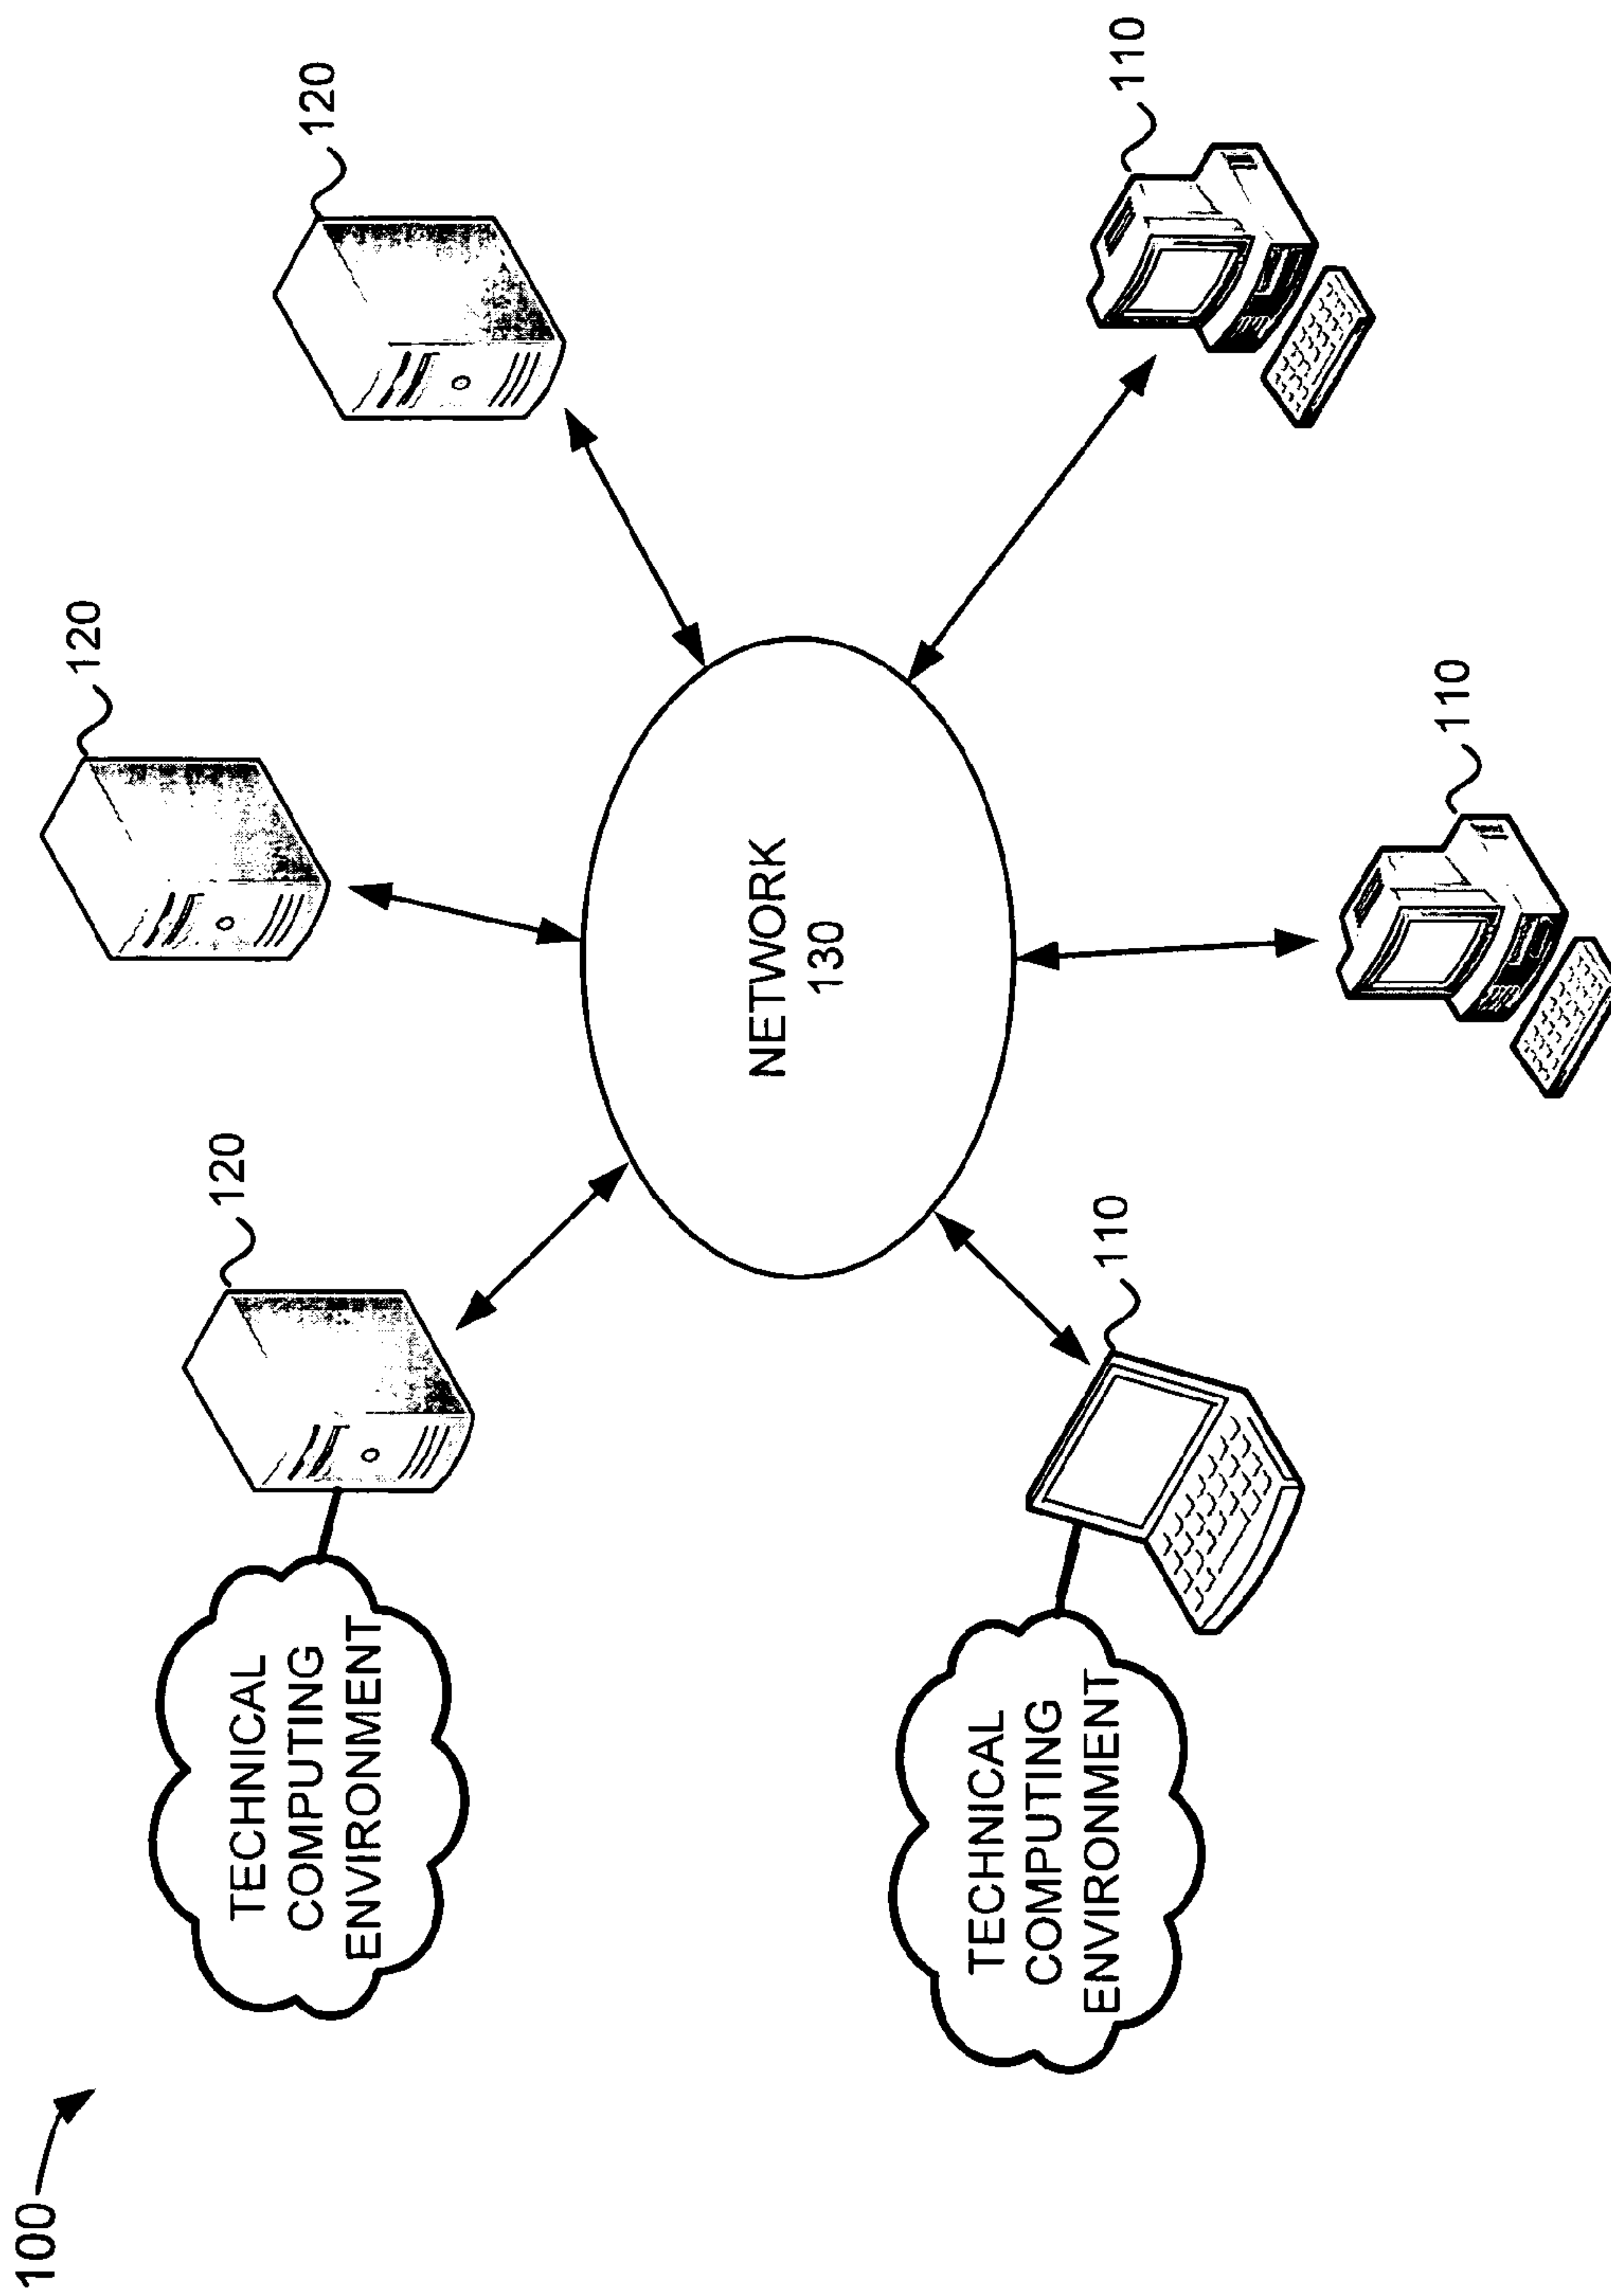 100
TECHNICAL
COMPUTING
ENVIRONMENT
120
120
120
NETWORK
130
TECHNICAL
COMPUTING
ENVIRONMENT
110
110
110